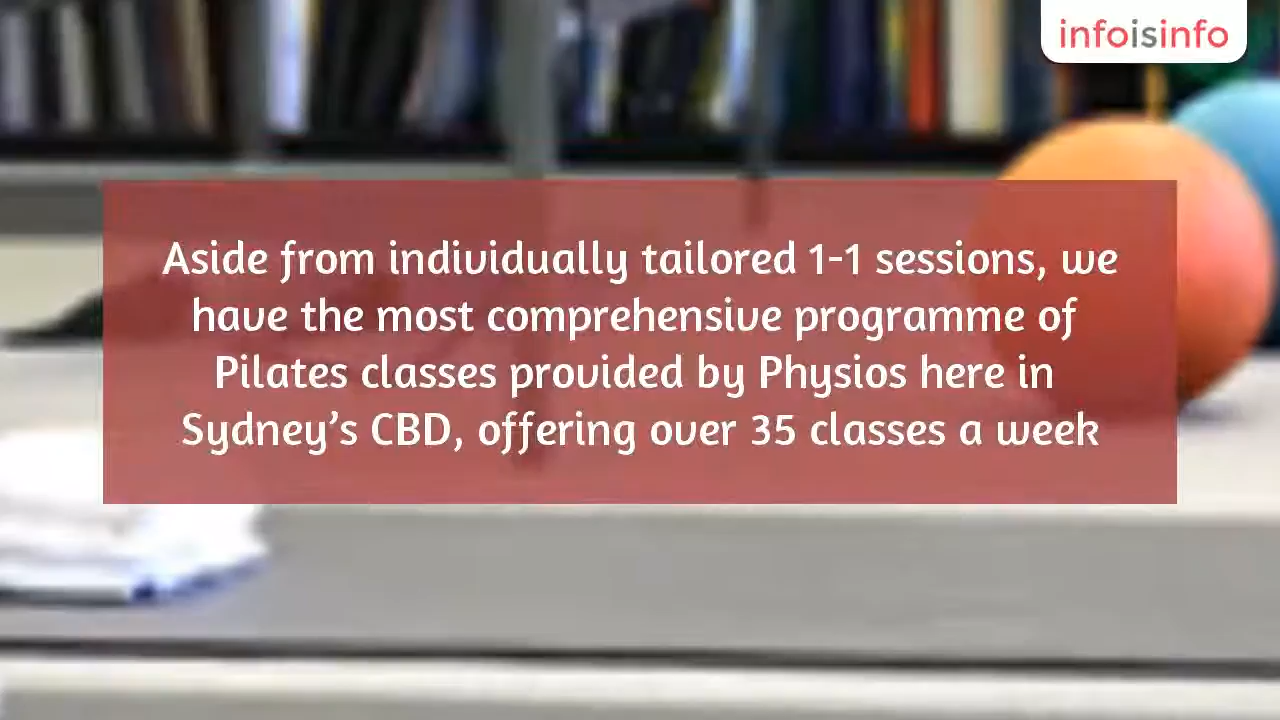 infoisinfo
Aside from individually tailored 1-1 sessions, we
have the most comprehensive programme of
Pilates classes provided by Physios here in
Sydney’s CBD, offering over 35 classes a week